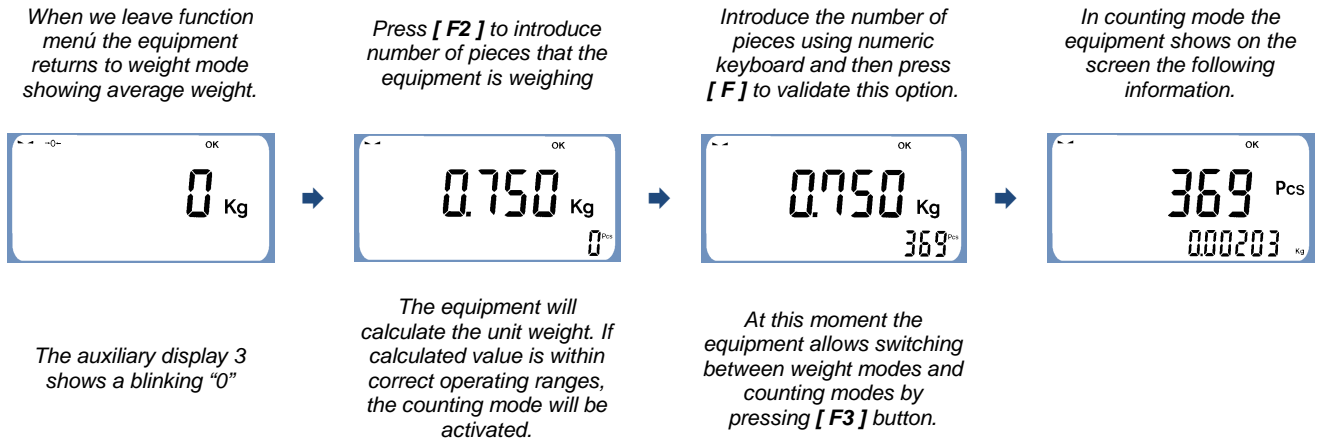 When we leave function
menú the equipment
returns to weight mode
showing average weight.
Press [ F2 ] to introduce
number of pieces that the
equipment is weighing
Introduce the number of
pieces using numeric
keyboard and then press
[ F ] to validate this option.
In counting mode the
equipment shows on the
screen the following
information.
→0← OK
0 Kg
OK
0.750 Kg
0 Pcs
OK
0.750 Kg
369 Pcs
OK
369 Pcs
0.00203 Kg
The auxiliary display 3
shows a blinking “0”
The equipment will
calculate the unit weight. If
calculated value is within
correct operating ranges,
the counting mode will be
activated.
At this moment the
equipment allows switching
between weight modes and
counting modes by
pressing [ F3 ] button.